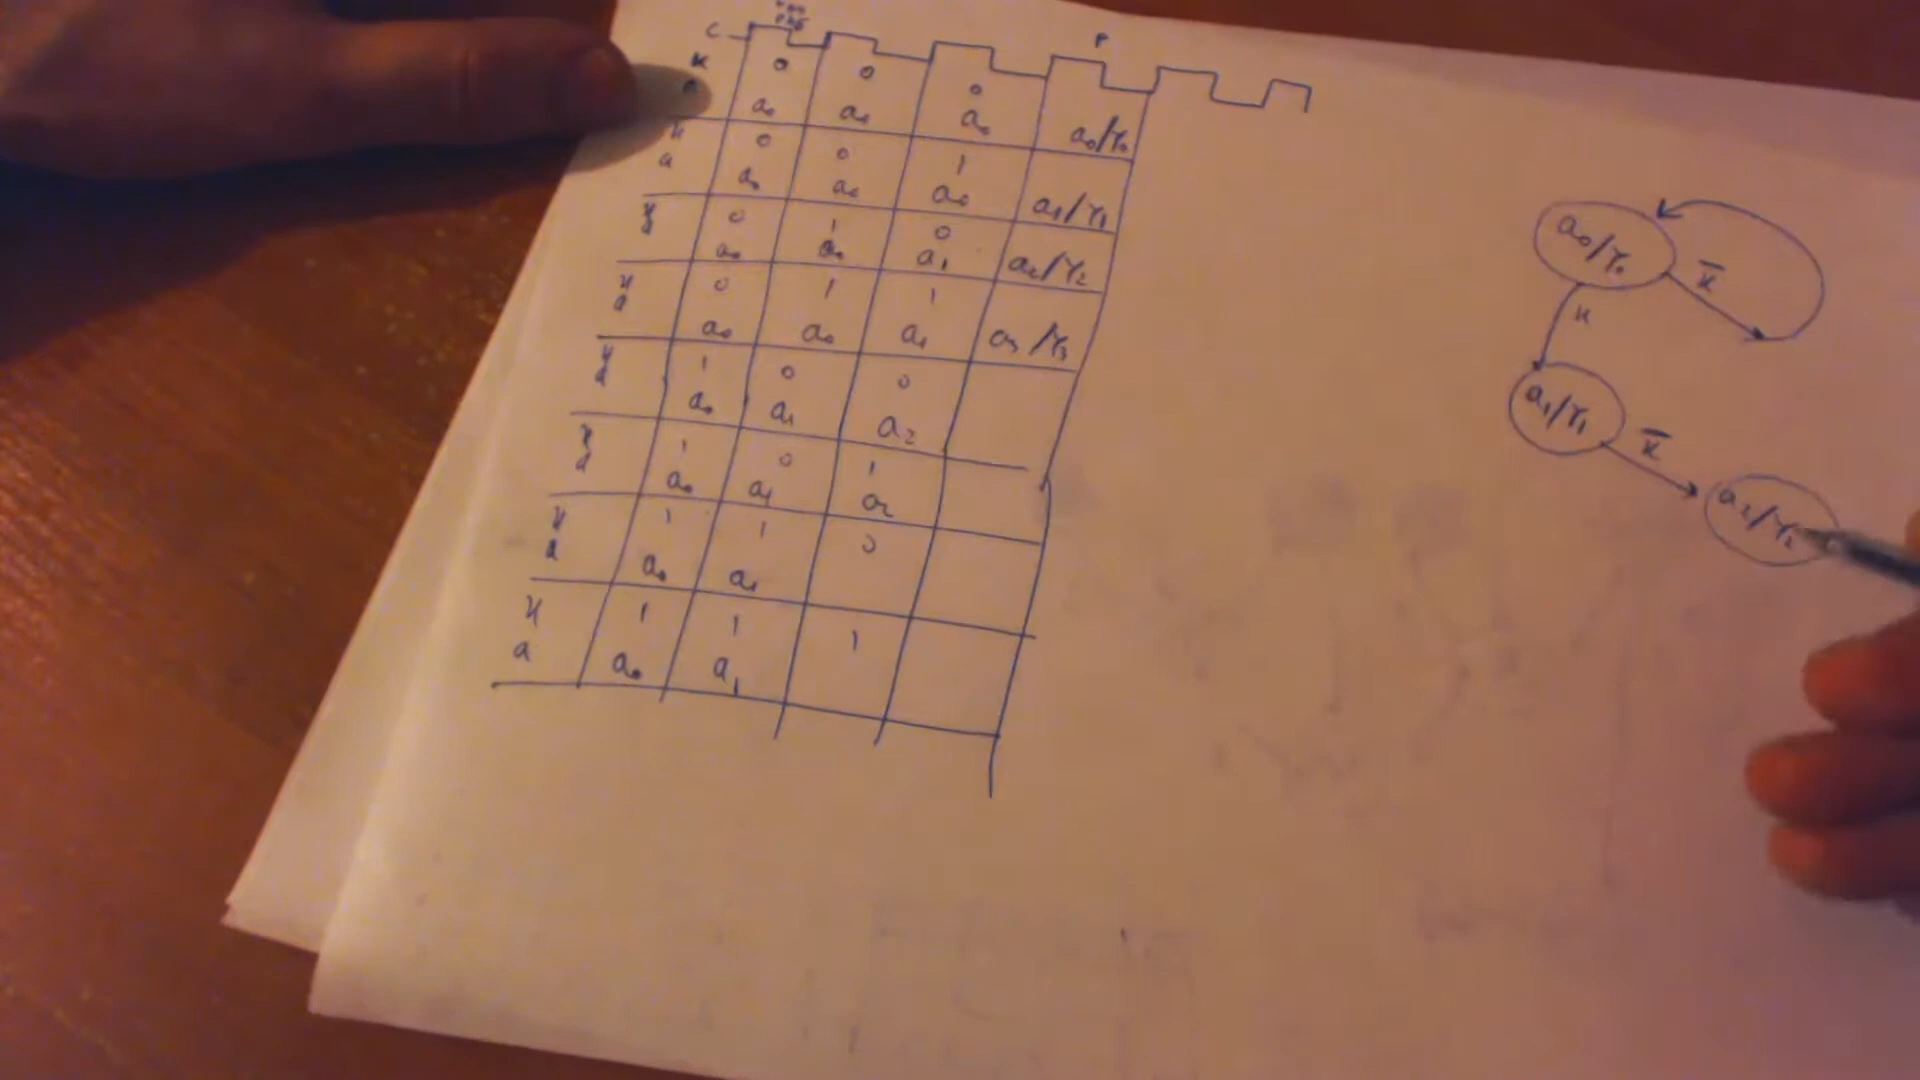 C
P
x 0 0 0
a a₀ a₀ a₀ a₀/Y₀
x 0 0 1
a a₀ a₀ a₀ a₁/Y₁
x 0 1 0
a a₀ a₀ a₁ a₂/Y₂
x 0 1 1
a a₀ a₀ a₁ a₃/Y₃
x 1 0 0
a a₀ a₁ a₂
x 1 0 1
a a₀ a₁ a₂
x 1 1 0
a a₀ a₁
x 1 1 1
a a₀ a₁
a₀/Y₀
x̅
x
a₁/Y₁
x̅
a₂/Y₂